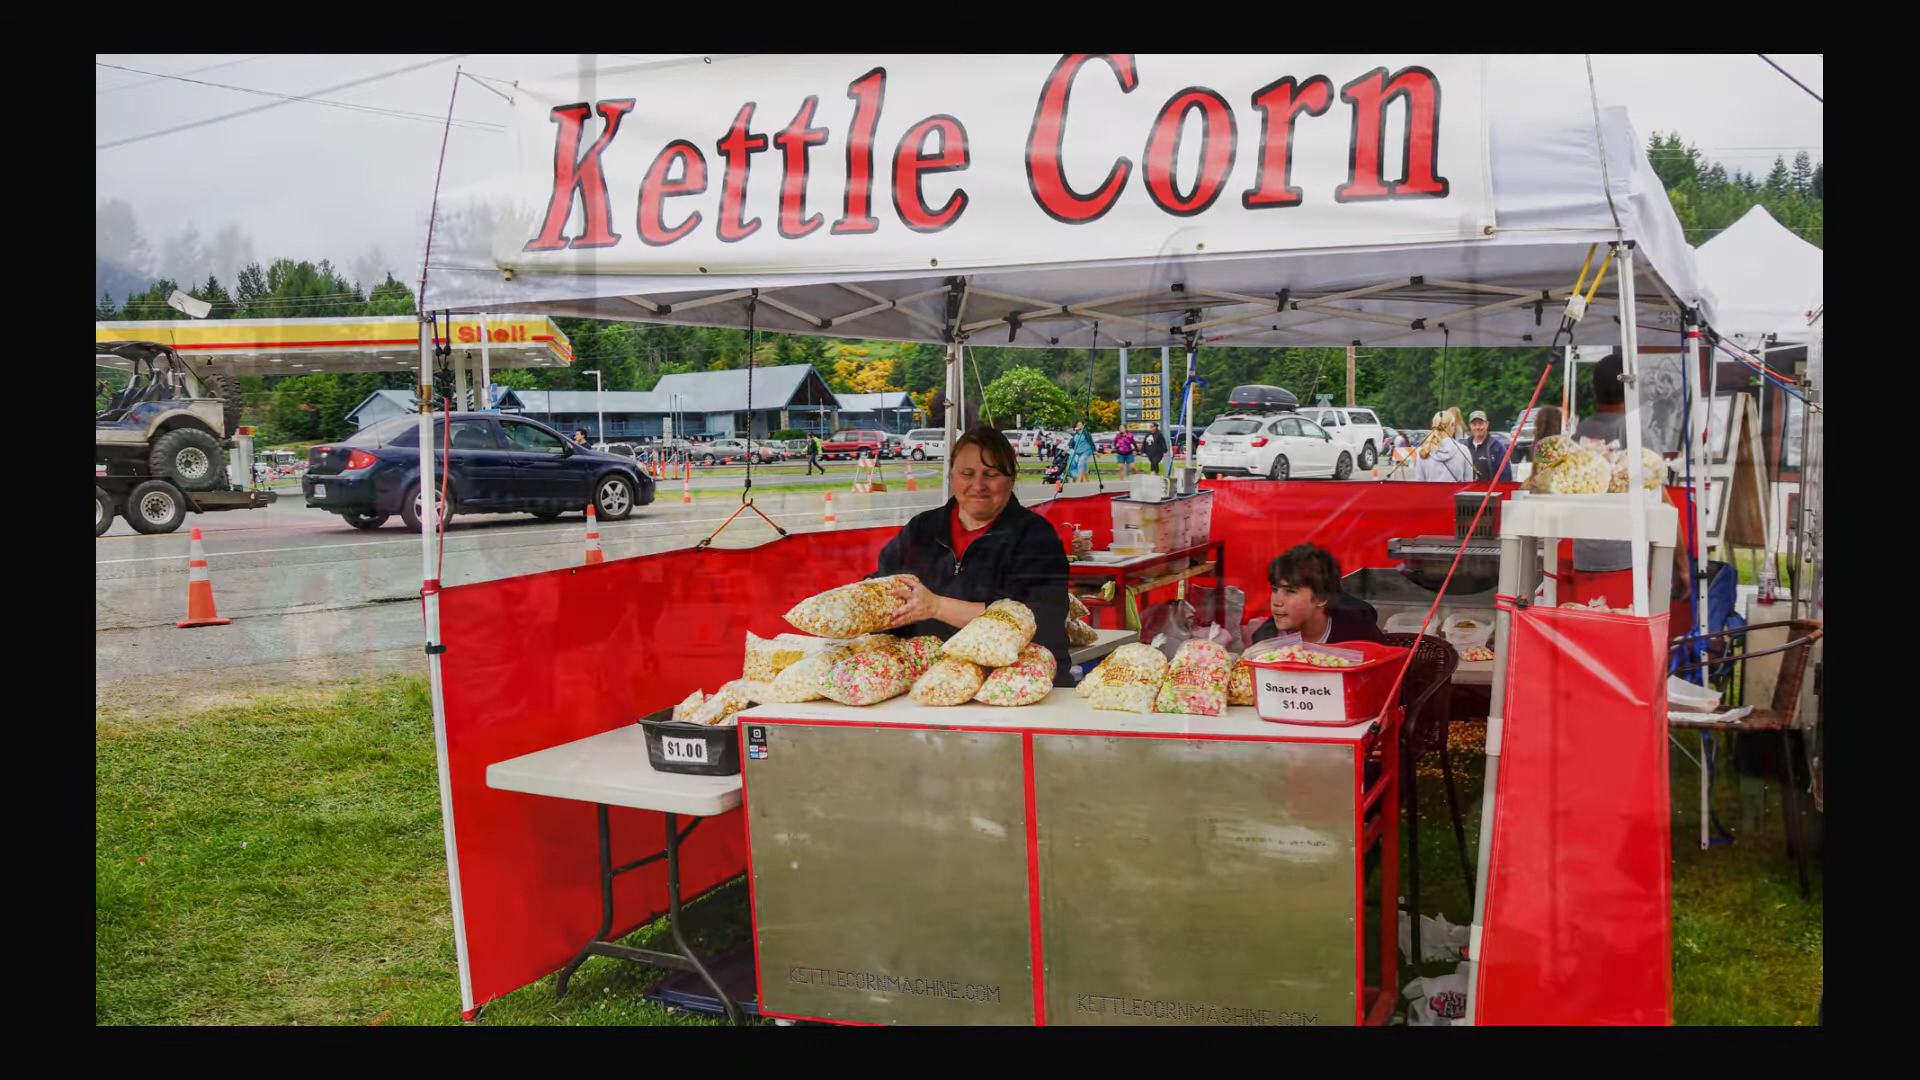 Kettle Corn
Shell
Snack Pack
$1.00
$1.00
KETTLECORNMACHINE.COM
KETTLECORNMACHINE.COM